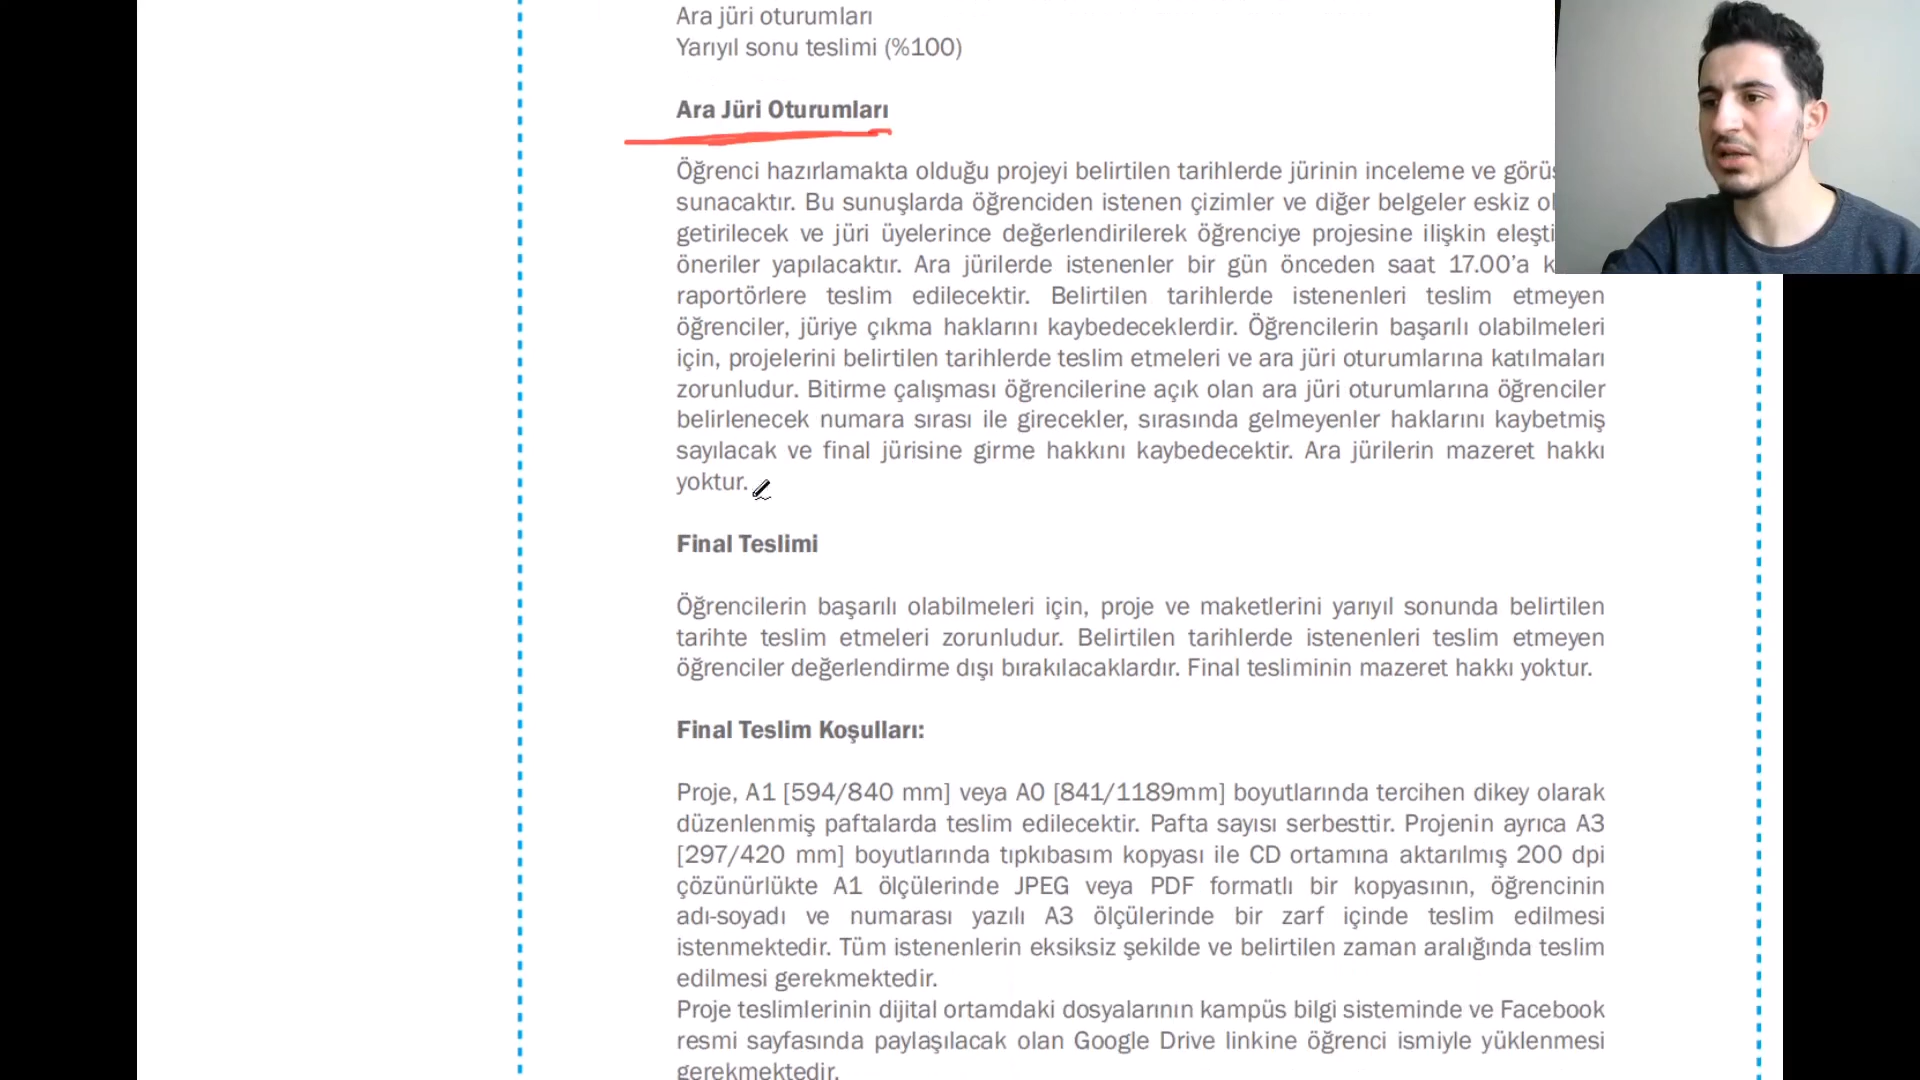 Ara jüri oturumları
Yarıyıl sonu teslimi (%100)
Ara Jüri Oturumları
Öğrenci hazırlamakta olduğu projeyi belirtilen tarihlerde jürinin inceleme ve
sunacaktır. Bu sunuşlarda öğrenciden istenen çizimler ve diğer belgeler eskiz
getirilecek ve jüri üyelerince değerlendirilerek öğrenciye projesine ilişkin
öneriler yapılacaktır. Ara jürilerde istenenler bir gün önceden saat 17.00’a
raportörlere teslim edilecektir. Belirtilen tarihlerde istenenleri teslim etmeyen
öğrenciler, jüriye çıkma haklarını kaybedeceklerdir. Öğrencilerin başarılı olabilmeleri
için, projelerini belirtilen tarihlerde teslim etmeleri ve ara jüri oturumlarına katılmaları
zorunludur. Bitirme çalışması öğrencilerine açık olan ara jüri oturumlarına öğrenciler
belirlenecek numara sırası ile girecekler, sırasında gelmeyenler haklarını kaybetmiş
sayılacak ve final jürisine girme hakkını kaybedecektir. Ara jürilerin mazeret hakkı
yoktur.
Final Teslimi
Öğrencilerin başarılı olabilmeleri için, proje ve maketlerini yarıyıl sonunda belirtilen
tarihte teslim etmeleri zorunludur. Belirtilen tarihlerde istenenleri teslim etmeyen
öğrenciler değerlendirme dışı bırakılacaklardır. Final tesliminin mazeret hakkı yoktur.
Final Teslim Koşulları:
Proje, A1 [594/840 mm] veya A0 [841/1189mm] boyutlarında tercihen dikey olarak
düzenlenmiş paftalarda teslim edilecektir. Pafta sayısı serbesttir. Projenin ayrıca A3
[297/420 mm] boyutlarında tıpkıbasım kopyası ile CD ortamına aktarılmış 200 dpi
çözünürlükte A1 ölçülerinde JPEG veya PDF formatlı bir kopyasının, öğrencinin
adı-soyadı ve numarası yazılı A3 ölçülerinde bir zarf içinde teslim edilmesi
istenmektedir. Tüm istenenlerin eksiksiz şekilde ve belirtilen zaman aralığında teslim
edilmesi gerekmektedir.
Proje teslimlerinin dijital ortamdaki dosyalarının kampüs bilgi sisteminde ve Facebook
resmi sayfasında paylaşılacak olan Google Drive linkine öğrenci ismiyle yüklenmesi
gerekmektedir.